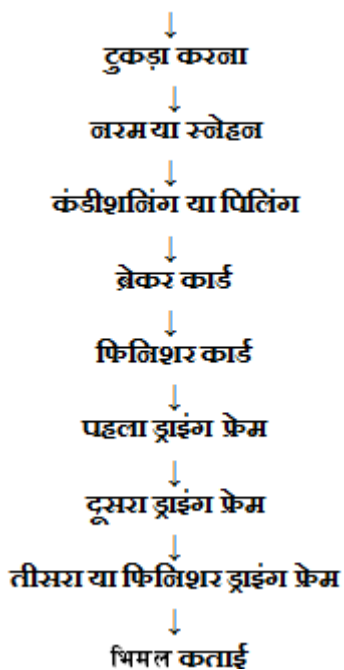 ↓
टुकड़ा करना
↓
नरम या स्नेहन
↓
कंडीशनिंग या पिलिंग
↓
ब्रेकर कार्ड
↓
फिनिशर कार्ड
↓
पहला ड्राइंग फ्रेम
↓
दूसरा ड्राइंग फ्रेम
↓
तीसरा या फिनिशर ड्राइंग फ्रेम
↓
भिमल कताई